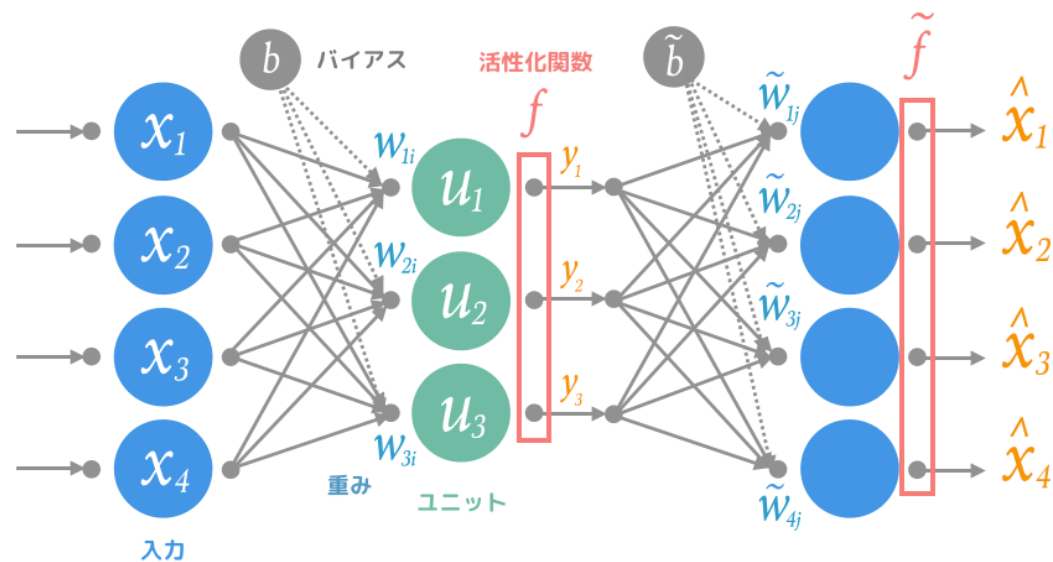 b
バイアス
活性化関数
f
b̃
f̃
x₁
x₂
x₃
x₄
入力
w₁ᵢ
w₂ᵢ
w₃ᵢ
重み
u₁
u₂
u₃
ユニット
y₁
y₂
y₃
w̃₁ⱼ
w̃₂ⱼ
w̃₃ⱼ
w̃₄ⱼ
x̂₁
x̂₂
x̂₃
x̂₄